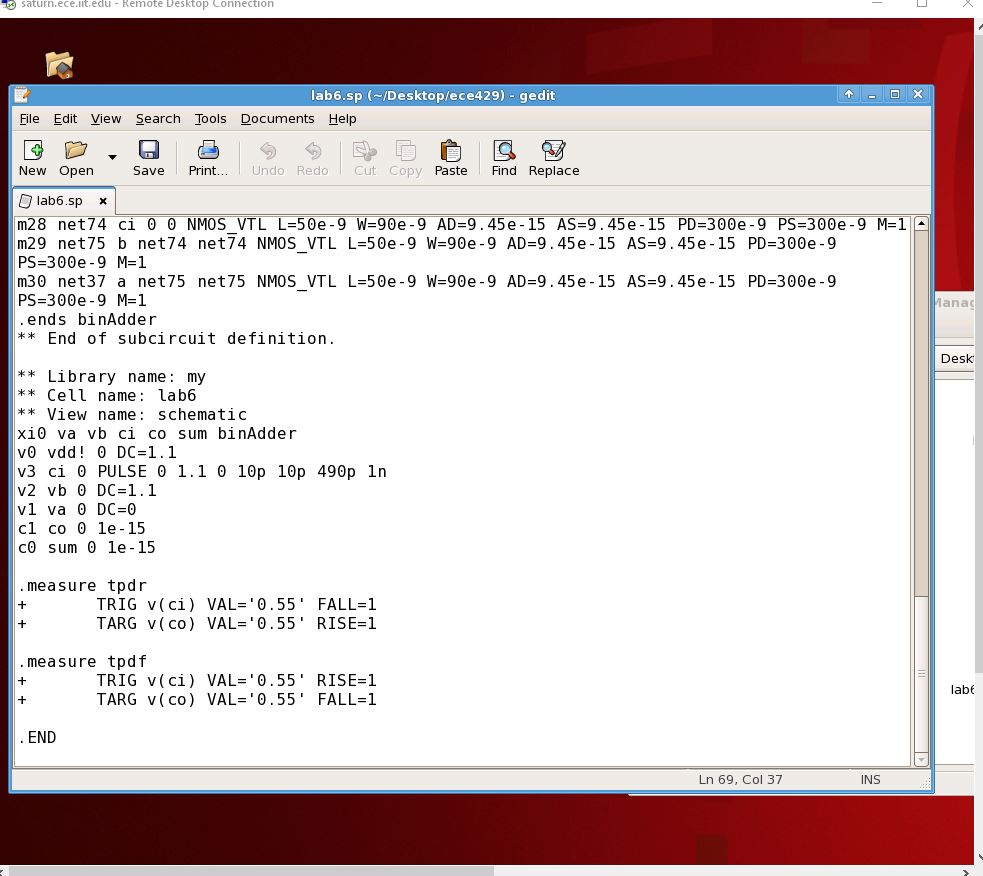 saturn.ece.iit.edu - Remote Desktop Connection
lab6.sp (~/Desktop/ece429) - gedit
File Edit View Search Tools Documents Help
New Open Save Print... Undo Redo Cut Copy Paste Find Replace
lab6.sp
m28 net74 ci 0 0 NMOS_VTL L=50e-9 W=90e-9 AD=9.45e-15 AS=9.45e-15 PD=300e-9 PS=300e-9 M=1
m29 net75 b net74 net74 NMOS_VTL L=50e-9 W=90e-9 AD=9.45e-15 AS=9.45e-15 PD=300e-9
PS=300e-9 M=1
m30 net37 a net75 net75 NMOS_VTL L=50e-9 W=90e-9 AD=9.45e-15 AS=9.45e-15 PD=300e-9
PS=300e-9 M=1
.ends binAdder
** End of subcircuit definition.
** Library name: my
** Cell name: lab6
** View name: schematic
xi0 va vb ci co sum binAdder
v0 vdd! 0 DC=1.1
v3 ci 0 PULSE 0 1.1 0 10p 10p 490p 1n
v2 vb 0 DC=1.1
v1 va 0 DC=0
c1 co 0 1e-15
c0 sum 0 1e-15
.measure tpdr
+ TRIG v(ci) VAL='0.55' FALL=1
+ TARG v(co) VAL='0.55' RISE=1
.measure tpdf
+ TRIG v(ci) VAL='0.55' RISE=1
+ TARG v(co) VAL='0.55' FALL=1
.END
Ln 69, Col 37 INS
Manag
Desk
lab6